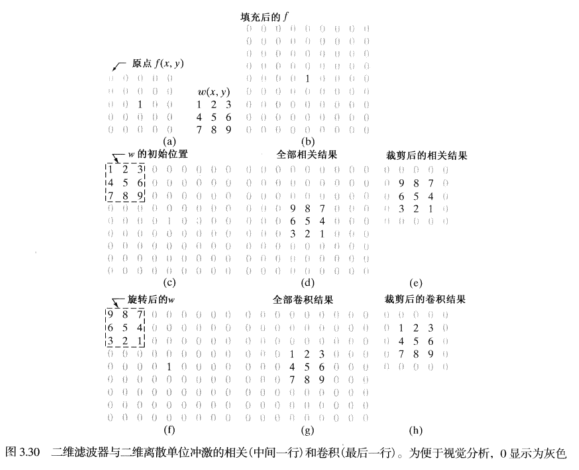 填充后的 f
0 0 0 0 0 0 0 0 0
0 0 0 0 0 0 0 0 0
0 0 0 0 0 0 0 0 0
0 0 0 0 0 0 0 0 0
0 0 0 0 1 0 0 0 0
0 0 0 0 0 0 0 0 0
0 0 0 0 0 0 0 0 0
0 0 0 0 0 0 0 0 0
0 0 0 0 0 0 0 0 0
原点 f(x, y)
0 0 0 0 0
0 0 0 0 0
0 0 1 0 0
0 0 0 0 0
0 0 0 0 0
w(x, y)
1 2 3
4 5 6
7 8 9
(a)
(b)
w 的初始位置
1 2 3 0 0 0 0 0 0
4 5 6 0 0 0 0 0 0
7 8 9 0 0 0 0 0 0
0 0 0 0 0 0 0 0 0
0 0 0 0 1 0 0 0 0
0 0 0 0 0 0 0 0 0
0 0 0 0 0 0 0 0 0
0 0 0 0 0 0 0 0 0
0 0 0 0 0 0 0 0 0
(c)
全部相关结果
0 0 0 0 0 0 0 0 0
0 0 0 0 0 0 0 0 0
0 0 0 0 0 0 0 0 0
0 0 0 9 8 7 0 0 0
0 0 0 6 5 4 0 0 0
0 0 0 3 2 1 0 0 0
0 0 0 0 0 0 0 0 0
0 0 0 0 0 0 0 0 0
0 0 0 0 0 0 0 0 0
(d)
裁剪后的相关结果
0 0 0 0 0
0 9 8 7 0
0 6 5 4 0
0 3 2 1 0
0 0 0 0 0
(e)
旋转后的w
9 8 7 0 0 0 0 0 0
6 5 4 0 0 0 0 0 0
3 2 1 0 0 0 0 0 0
0 0 0 0 0 0 0 0 0
0 0 0 0 1 0 0 0 0
0 0 0 0 0 0 0 0 0
0 0 0 0 0 0 0 0 0
0 0 0 0 0 0 0 0 0
0 0 0 0 0 0 0 0 0
(f)
全部卷积结果
0 0 0 0 0 0 0 0 0
0 0 0 0 0 0 0 0 0
0 0 0 0 0 0 0 0 0
0 0 0 1 2 3 0 0 0
0 0 0 4 5 6 0 0 0
0 0 0 7 8 9 0 0 0
0 0 0 0 0 0 0 0 0
0 0 0 0 0 0 0 0 0
0 0 0 0 0 0 0 0 0
(g)
裁剪后的卷积结果
0 0 0 0 0
0 1 2 3 0
0 4 5 6 0
0 7 8 9 0
0 0 0 0 0
(h)
图 3.30 二维滤波器与二维离散单位冲激的相关(中间一行)和卷积(最后一行)。为便于视觉分析，0 显示为灰色